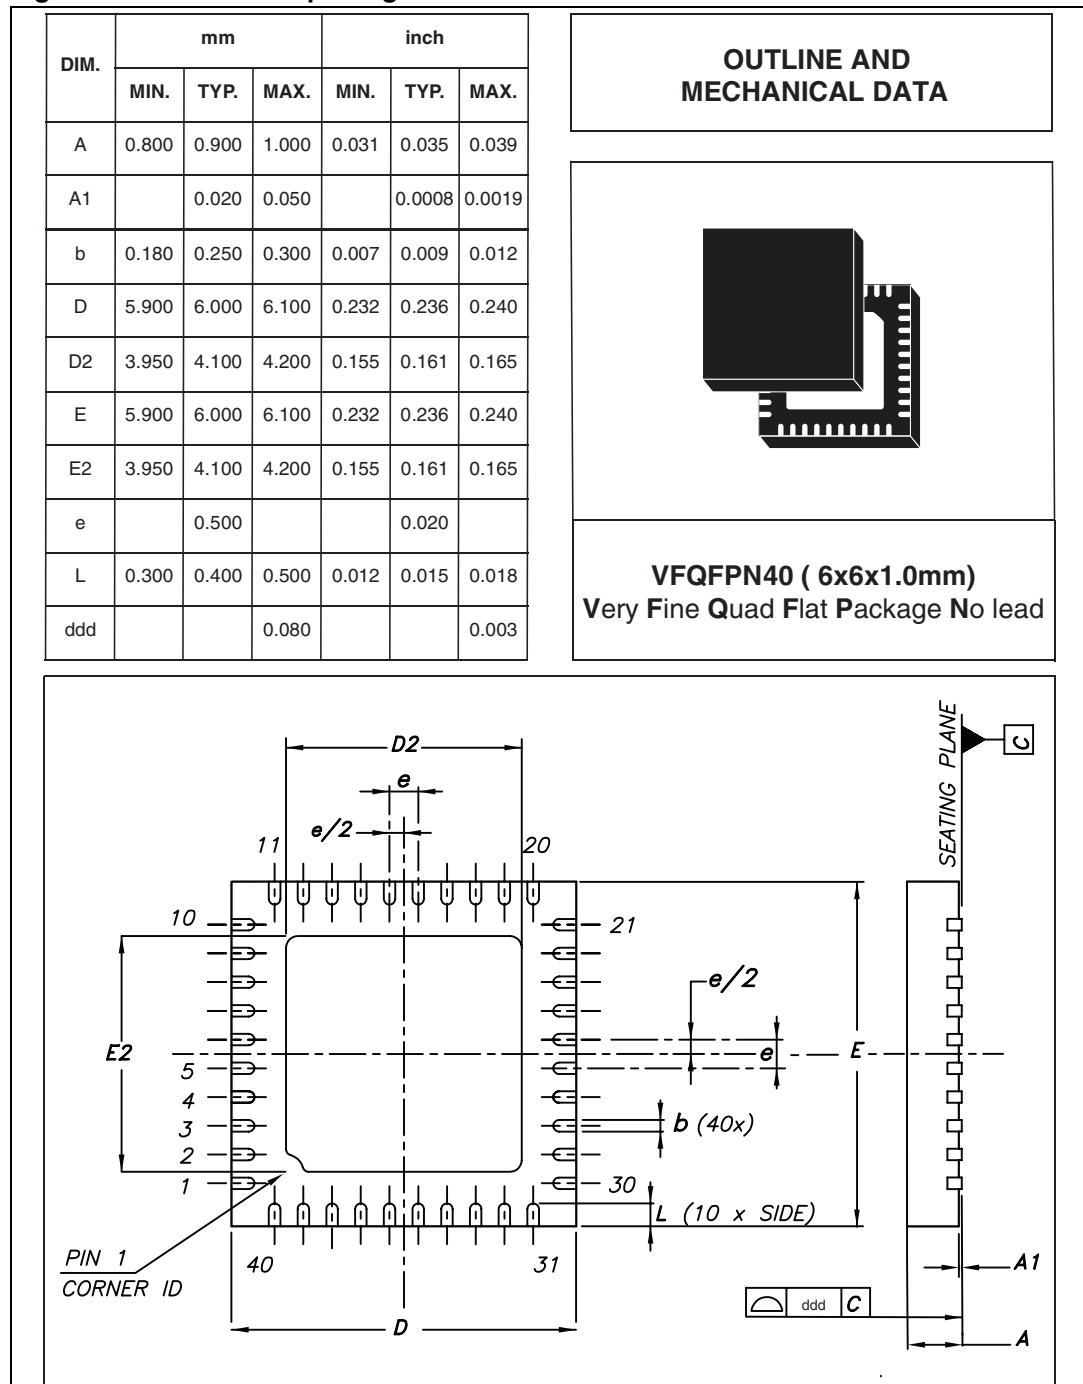 DIM. mm inch
MIN. TYP. MAX. MIN. TYP. MAX.
A 0.800 0.900 1.000 0.031 0.035 0.039
A1 0.020 0.050 0.0008 0.0019
b 0.180 0.250 0.300 0.007 0.009 0.012
D 5.900 6.000 6.100 0.232 0.236 0.240
D2 3.950 4.100 4.200 0.155 0.161 0.165
E 5.900 6.000 6.100 0.232 0.236 0.240
E2 3.950 4.100 4.200 0.155 0.161 0.165
e 0.500 0.020
L 0.300 0.400 0.500 0.012 0.015 0.018
ddd 0.080 0.003
OUTLINE AND
MECHANICAL DATA
VFQFPN40 ( 6x6x1.0mm)
Very Fine Quad Flat Package No lead
SEATING PLANE
C
D2
e
e/2
11
20
10
21
e/2
E2
e
E
5
4
3
b (40x)
2
1
30
L (10 x SIDE)
PIN 1
CORNER ID
40
31
A1
ddd C
D
A